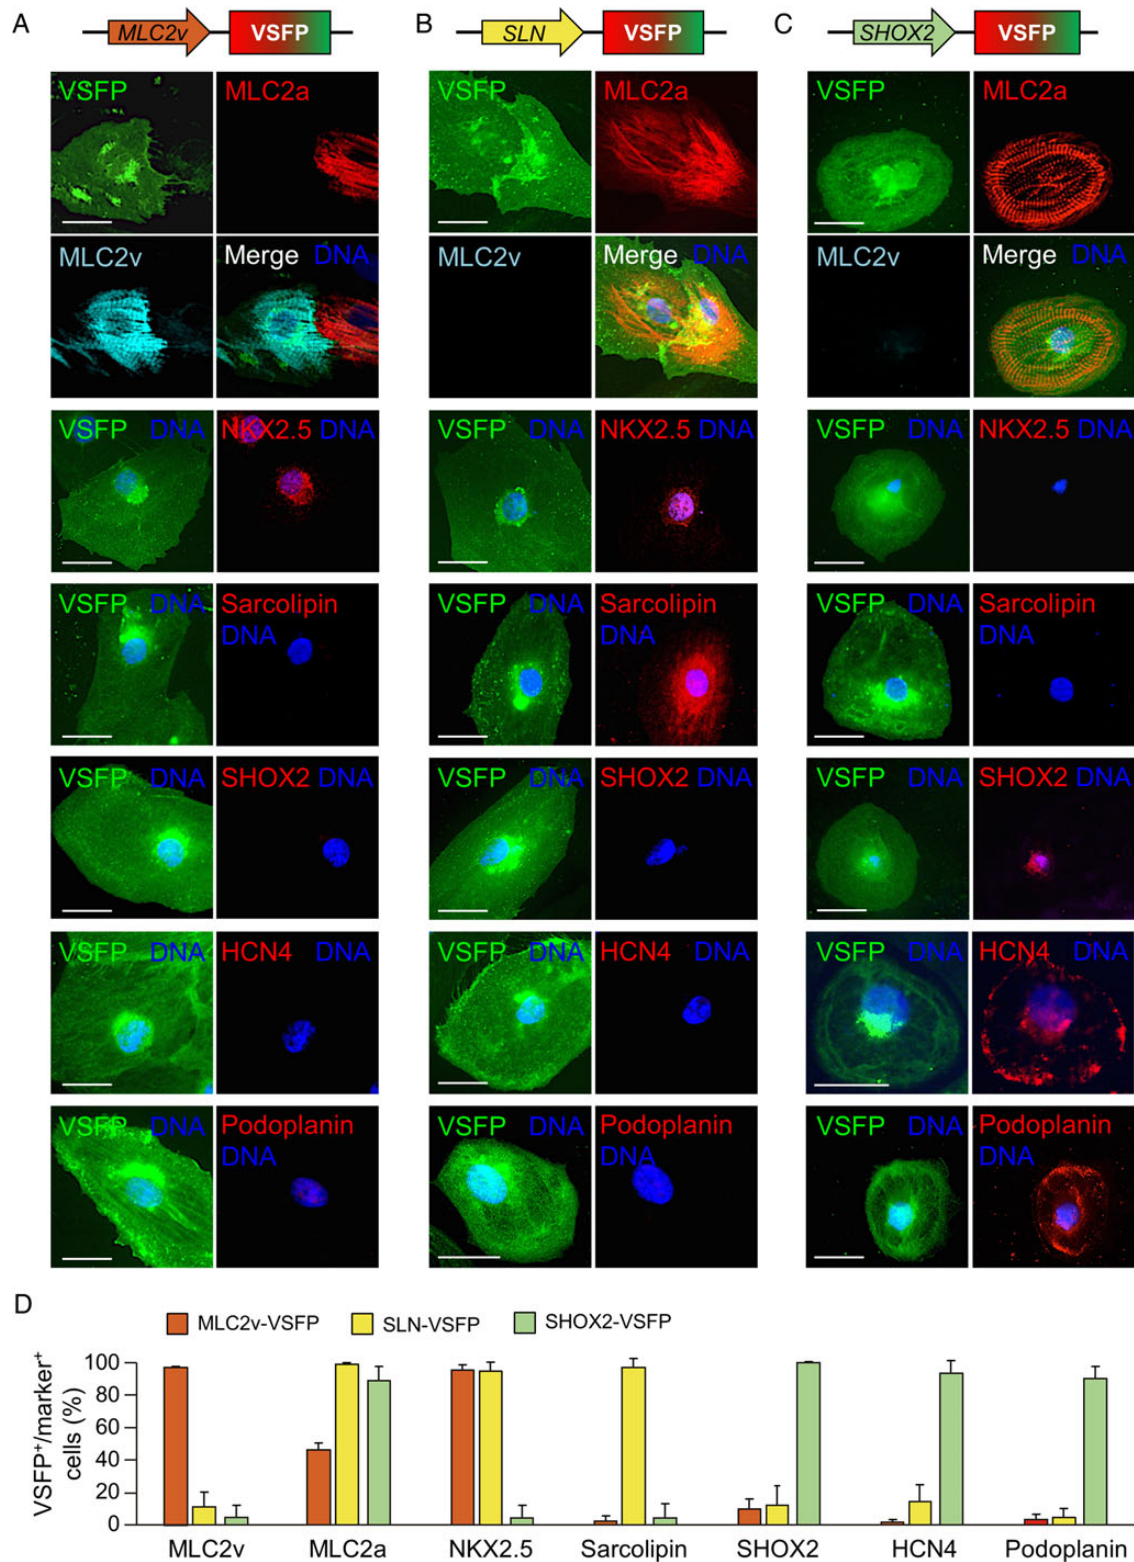 A
MLC2v VSFP
B
SLN VSFP
C
SHOX2 VSFP
VSFP MLC2a
VSFP MLC2a
VSFP MLC2a
MLC2v Merge DNA
MLC2v Merge DNA
MLC2v Merge DNA
VSFP DNA NKX2.5 DNA
VSFP DNA NKX2.5 DNA
VSFP DNA NKX2.5 DNA
VSFP DNA Sarcolipin
DNA
VSFP DNA Sarcolipin
DNA
VSFP DNA Sarcolipin
DNA
VSFP DNA SHOX2 DNA
VSFP DNA SHOX2 DNA
VSFP DNA SHOX2 DNA
VSFP DNA HCN4 DNA
VSFP DNA HCN4 DNA
VSFP DNA HCN4 DNA
VSFP DNA Podoplanin
DNA
VSFP DNA Podoplanin
DNA
VSFP DNA Podoplanin
DNA
D
MLC2v-VSFP SLN-VSFP SHOX2-VSFP
VSFP+/marker+
cells (%)
100
80
60
40
20
0
MLC2v MLC2a NKX2.5 Sarcolipin SHOX2 HCN4 Podoplanin